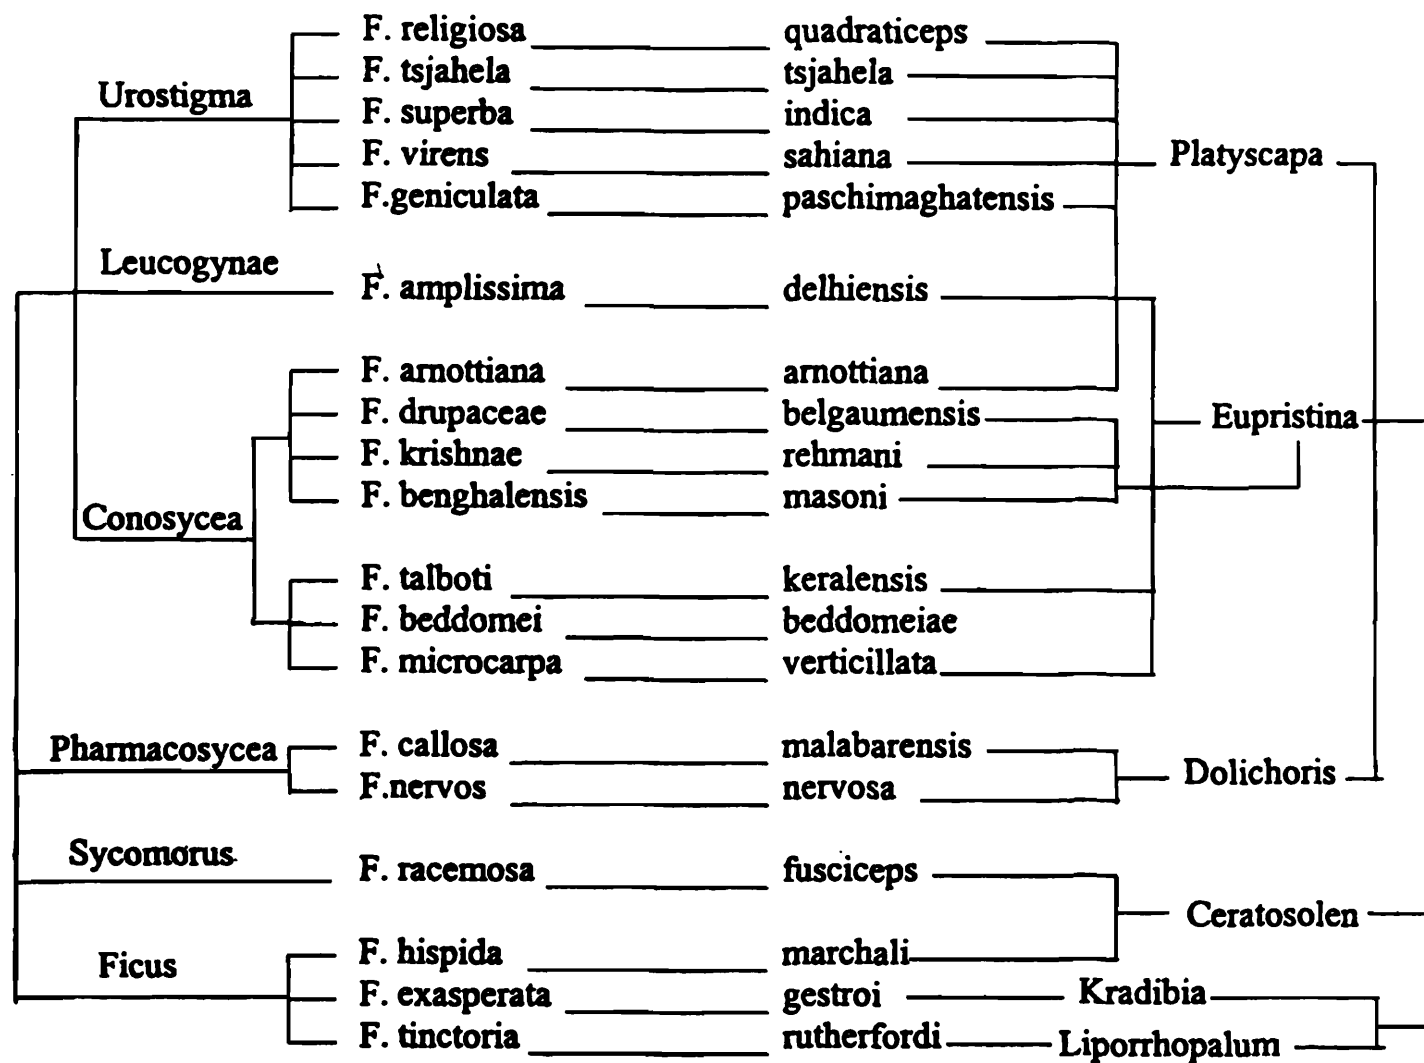 F. religiosa quadraticeps
F. tsjahela tsjahela
Urostigma
F. superba indica
F. virens sahiana Platyscapa
F.geniculata paschimaghatensis
Leucogynae
F. amplissima delhiensis
F. arnottiana arnottiana
F. drupaceae belgaumensis Eupristina
F. krishnae rehmani
F. benghalensis masoni
Conosycea
F. talboti keralensis
F. beddomei beddomeiae
F. microcarpa verticillata
Pharmacosycea F. callosa malabarensis
Dolichoris
F.nervos nervosa
Sycomorus
F. racemosa fusciceps
Ceratosolen
F. hispida marchali
Ficus
F. exasperata gestroi Kradibia
F. tinctoria rutherfordi Liporrhopalum